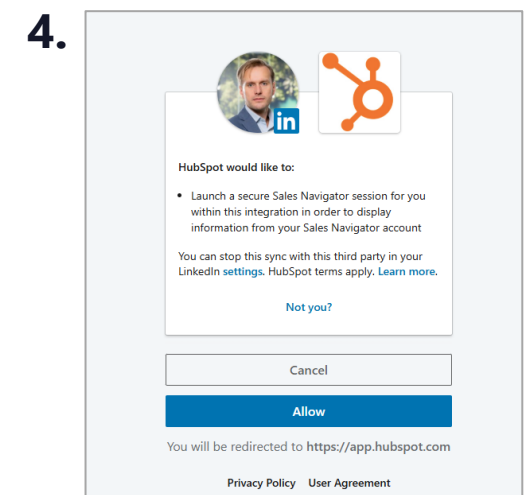 4.
in
HubSpot would like to:
• Launch a secure Sales Navigator session for you
within this integration in order to display
information from your Sales Navigator account
You can stop this sync with this third party in your
LinkedIn settings. HubSpot terms apply. Learn more.
Not you?
Cancel
Allow
You will be redirected to https://app.hubspot.com
Privacy Policy User Agreement